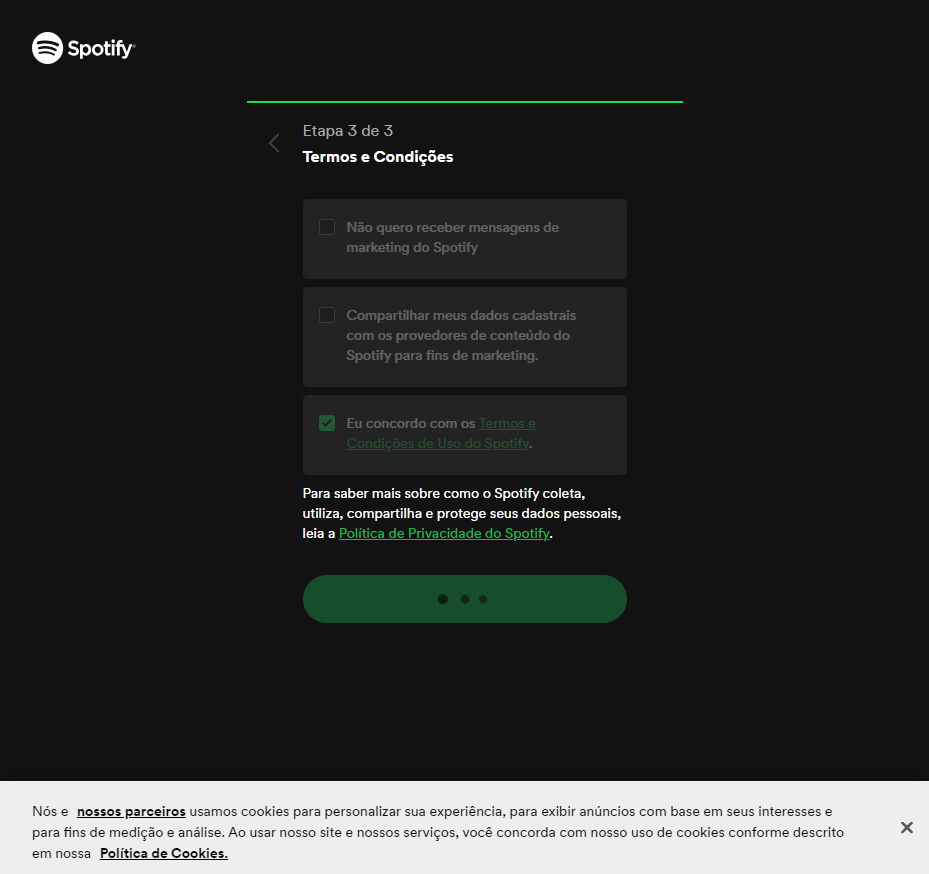 Spotify
Etapa 3 de 3
Termos e Condições
Não quero receber mensagens de
marketing do Spotify
Compartilhar meus dados cadastrais
com os provedores de conteúdo do
Spotify para fins de marketing.
Eu concordo com os Termos e
Condições de Uso do Spotify.
Para saber mais sobre como o Spotify coleta,
utiliza, compartilha e protege seus dados pessoais,
leia a Política de Privacidade do Spotify.
Nós e nossos parceiros usamos cookies para personalizar sua experiência, para exibir anúncios com base em seus interesses e
para fins de medição e análise. Ao usar nosso site e nossos serviços, você concorda com nosso uso de cookies conforme descrito
em nossa Política de Cookies.